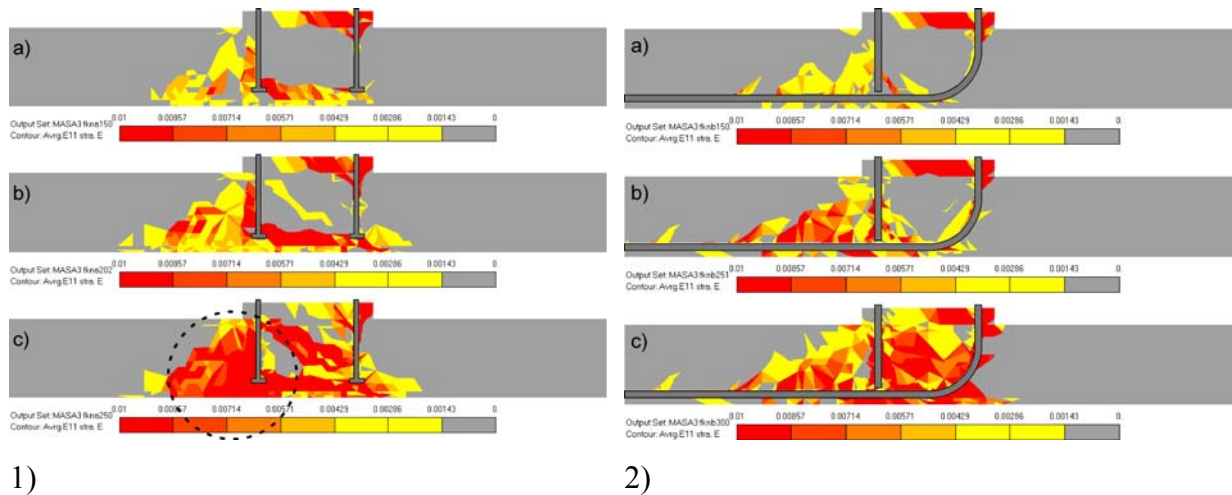 a)
0.01 0.00857 0.00714 0.00571 0.00429 0.00286 0.00143 0.
Output Set: MASA3 fkna150
Contour: Avrg.E11 stra. E
b)
0.01 0.00857 0.00714 0.00571 0.00429 0.00286 0.00143 0.
Output Set: MASA3 fkna202
Contour: Avrg.E11 stra. E
c)
0.01 0.00857 0.00714 0.00571 0.00429 0.00286 0.00143 0.
Output Set: MASA3 fkna250
Contour: Avrg.E11 stra. E
1)
a)
0.01 0.00857 0.00714 0.00571 0.00429 0.00286 0.00143 0.
Output Set: MASA3 fknb150
Contour: Avrg.E11 stra. E
b)
0.01 0.00857 0.00714 0.00571 0.00429 0.00286 0.00143 0.
Output Set: MASA3 fknb251
Contour: Avrg.E11 stra. E
c)
0.01 0.00857 0.00714 0.00571 0.00429 0.00286 0.00143 0.
Output Set: MASA3 fknb300
Contour: Avrg.E11 stra. E
2)